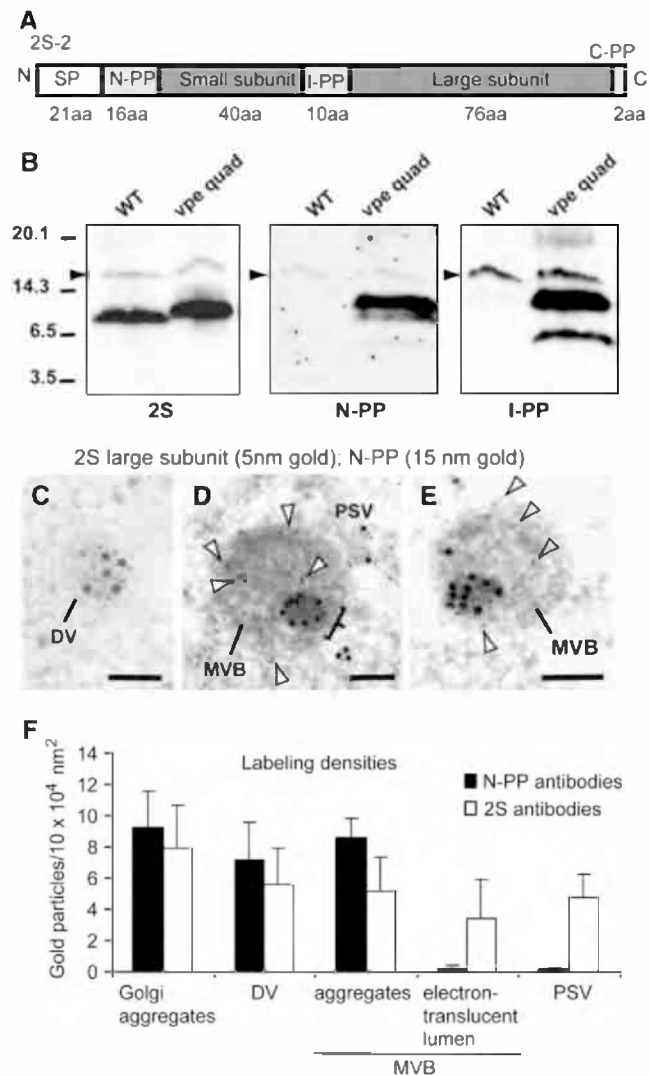 A
2S-2
C-PP
N SP N-PP Small subunit I-PP Large subunit C
21aa 16aa 40aa 10aa 76aa 2aa
B
WT vpe quad WT vpe quad WT vpe quad
20.1
14.3
6.5
3.5
2S N-PP I-PP
2S large subunit (5nm gold); N-PP (15 nm gold)
C D PSV E
DV MVB MVB
F
Labeling densities
N-PP antibodies
2S antibodies
Gold particles/10 x 10⁴ nm²
14
12
10
8
6
4
2
0
Golgi aggregates DV aggregates electron- PSV
aggregates translucent
lumen
MVB